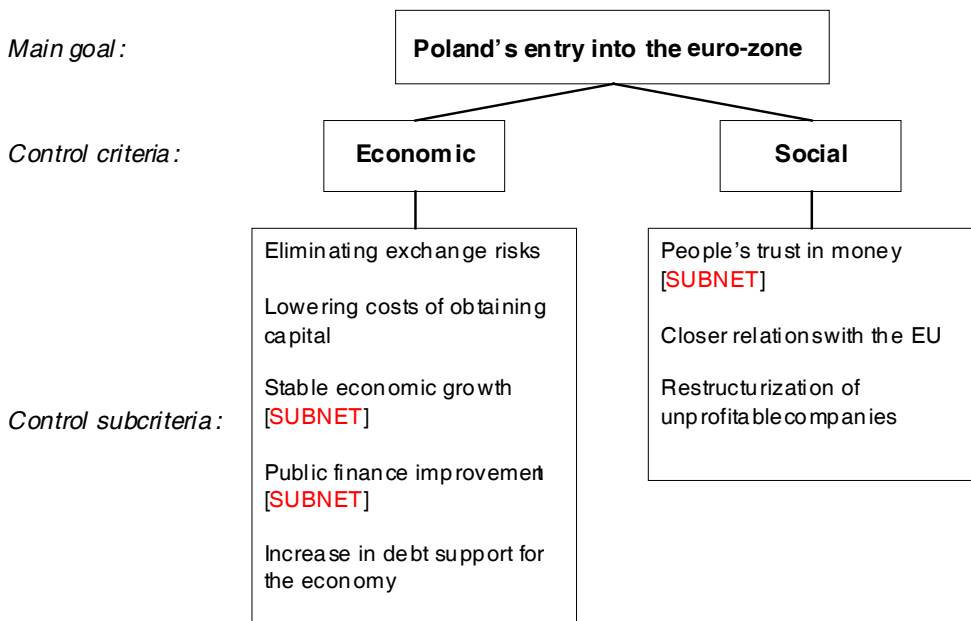 Main goal:
Poland's entry into the euro-zone
Control criteria:
Economic
Social
Control subcriteria:
Eliminating exchange risks
Lowering costs of obtaining
capital
Stable economic growth
[SUBNET]
Public finance improvement
[SUBNET]
Increase in debt support for
the economy
People's trust in money
[SUBNET]
Closer relations with the EU
Restructurization of
unprofitable companies